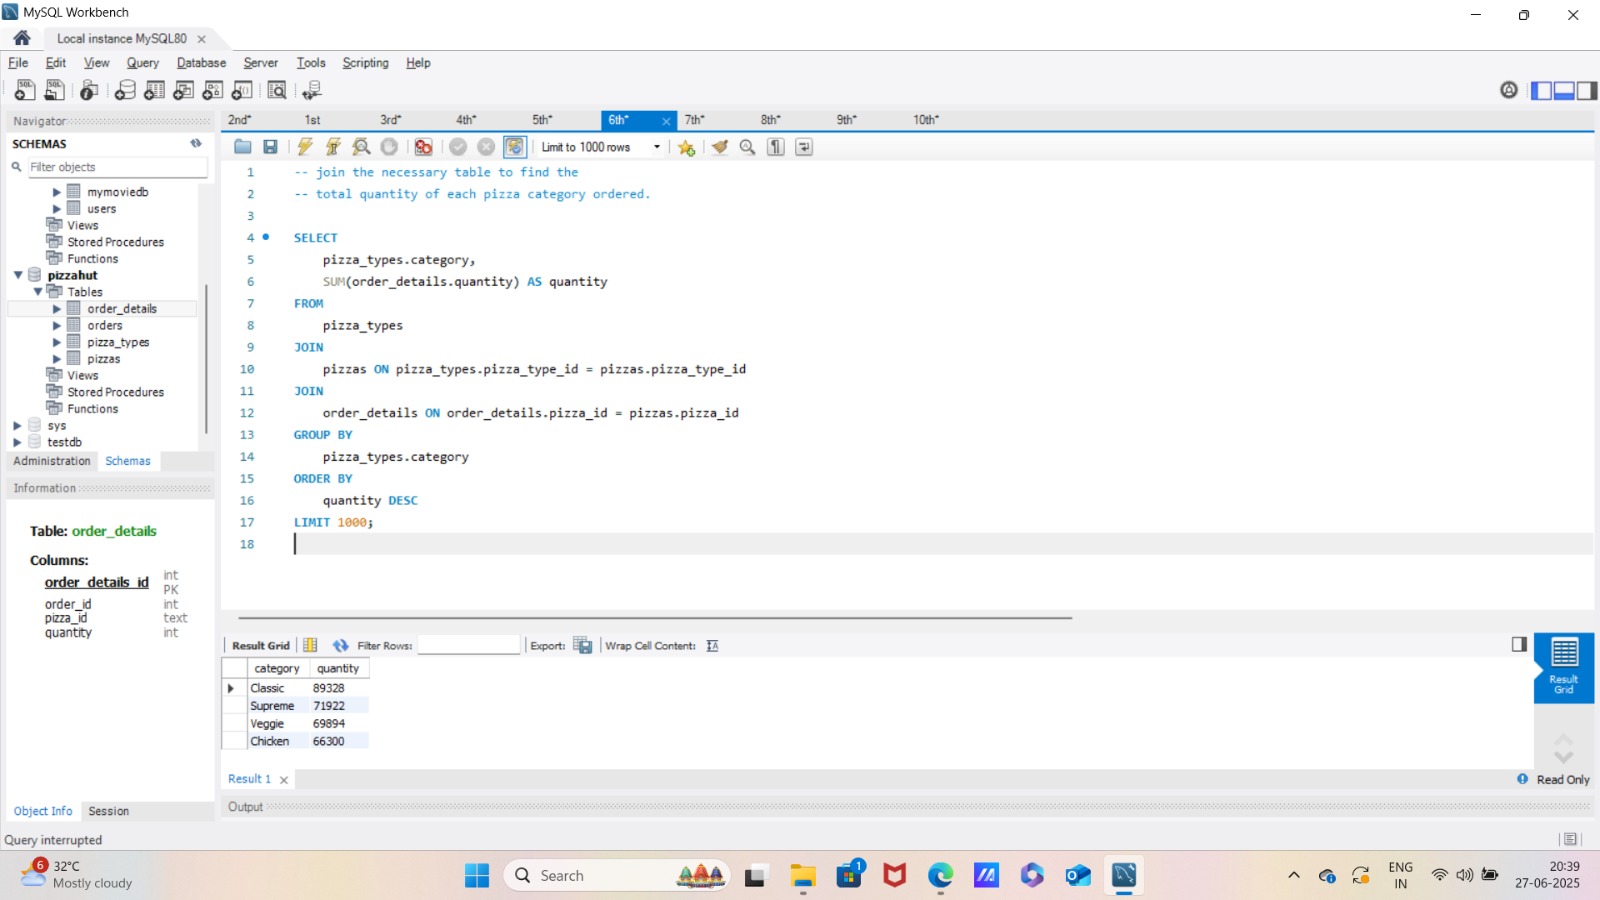 MySQL Workbench
Local instance MySQL80
File Edit View Query Database Server Tools Scripting Help
Navigator
SCHEMAS
Filter objects
mymoviedb
users
Views
Stored Procedures
Functions
pizzahut
Tables
order_details
orders
pizza_types
pizzas
Views
Stored Procedures
Functions
sys
testdb
Administration Schemas
Information
Table: order_details
Columns:
order_details_id int PK
order_id int
pizza_id text
quantity int
Object Info Session
2nd* 1st 3rd* 4th* 5th* 6th* 7th* 8th* 9th* 10th*
Limit to 1000 rows
1 -- join the necessary table to find the
2 -- total quantity of each pizza category ordered.
3
4 SELECT
5 pizza_types.category,
6 SUM(order_details.quantity) AS quantity
7 FROM
8 pizza_types
9 JOIN
10 pizzas ON pizza_types.pizza_type_id = pizzas.pizza_type_id
11 JOIN
12 order_details ON order_details.pizza_id = pizzas.pizza_id
13 GROUP BY
14 pizza_types.category
15 ORDER BY
16 quantity DESC
17 LIMIT 1000;
18
Result Grid Filter Rows: Export: Wrap Cell Content:
category quantity
Classic 89328
Supreme 71922
Veggie 69894
Chicken 66300
Result Grid
Result 1
Read Only
Output
Query interrupted
6
32°C
Mostly cloudy
Search
1
ENG
IN
20:39
27-06-2025